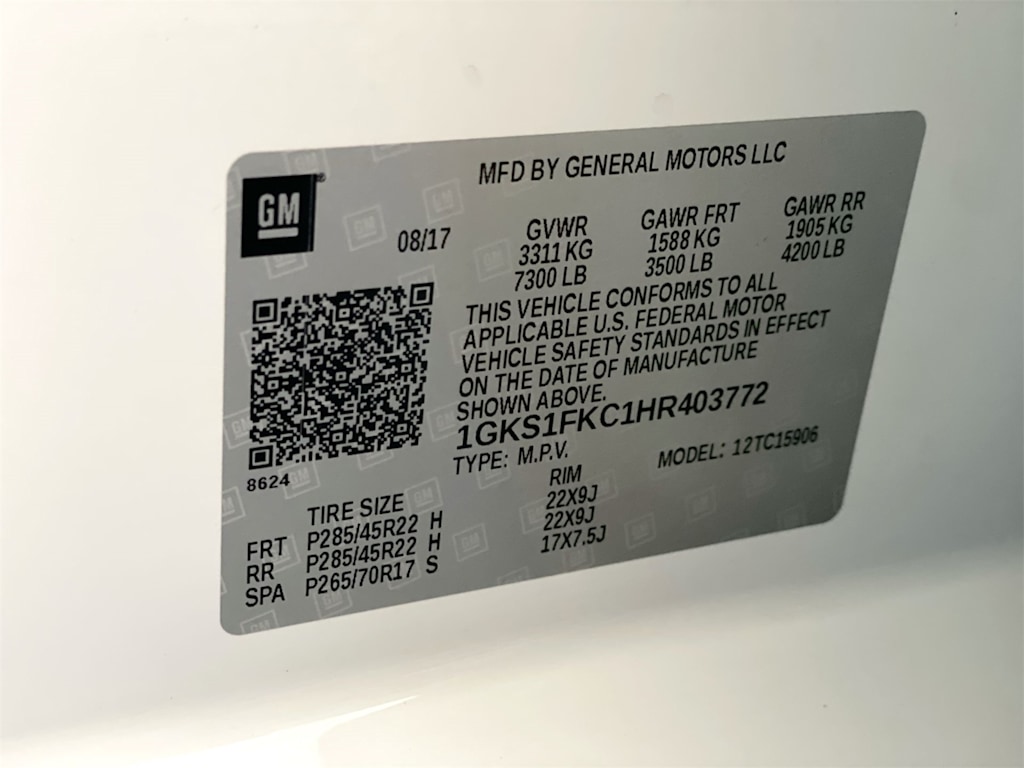 MFD BY GENERAL MOTORS LLC
GM
08/17
GVWR GAWR FRT GAWR RR
3311 KG 1588 KG 1905 KG
7300 LB 3500 LB 4200 LB
THIS VEHICLE CONFORMS TO ALL
APPLICABLE U.S. FEDERAL MOTOR
VEHICLE SAFETY STANDARDS IN EFFECT
ON THE DATE OF MANUFACTURE
SHOWN ABOVE.
1GKS1FKC1HR403772
TYPE: M.P.V. MODEL: 12TC15906
8624
TIRE SIZE RIM
FRT P285/45R22 H 22X9J
RR P285/45R22 H 22X9J
SPA P265/70R17 S 17X7.5J